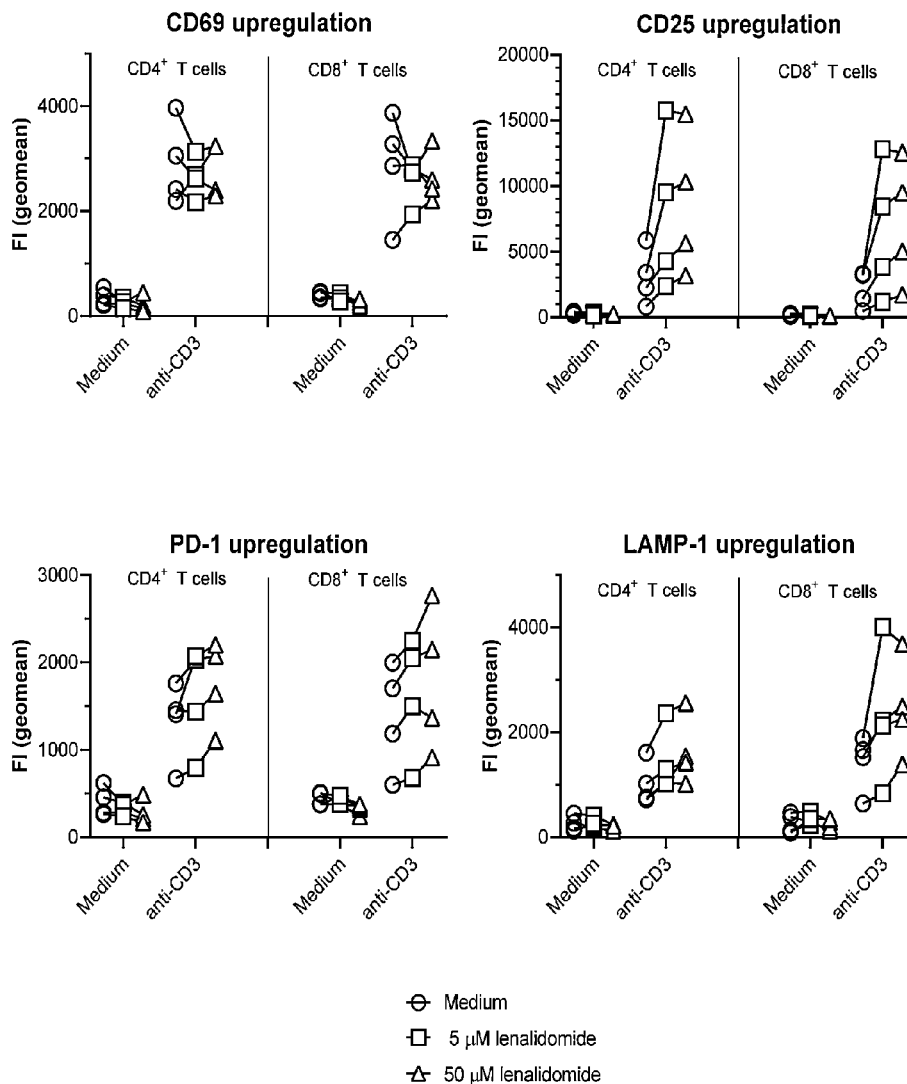 CD69 upregulation
CD4+ T cells
CD8+ T cells
FI (geomean)
4000
2000
0
Medium
anti-CD3
Medium
anti-CD3
CD25 upregulation
CD4+ T cells
CD8+ T cells
FI (geomean)
20000
15000
10000
5000
0
Medium
anti-CD3
Medium
anti-CD3
PD-1 upregulation
CD4+ T cells
CD8+ T cells
FI (geomean)
3000
2000
1000
0
Medium
anti-CD3
Medium
anti-CD3
LAMP-1 upregulation
CD4+ T cells
CD8+ T cells
FI (geomean)
4000
2000
0
Medium
anti-CD3
Medium
anti-CD3
Medium
5 μM lenalidomide
50 μM lenalidomide